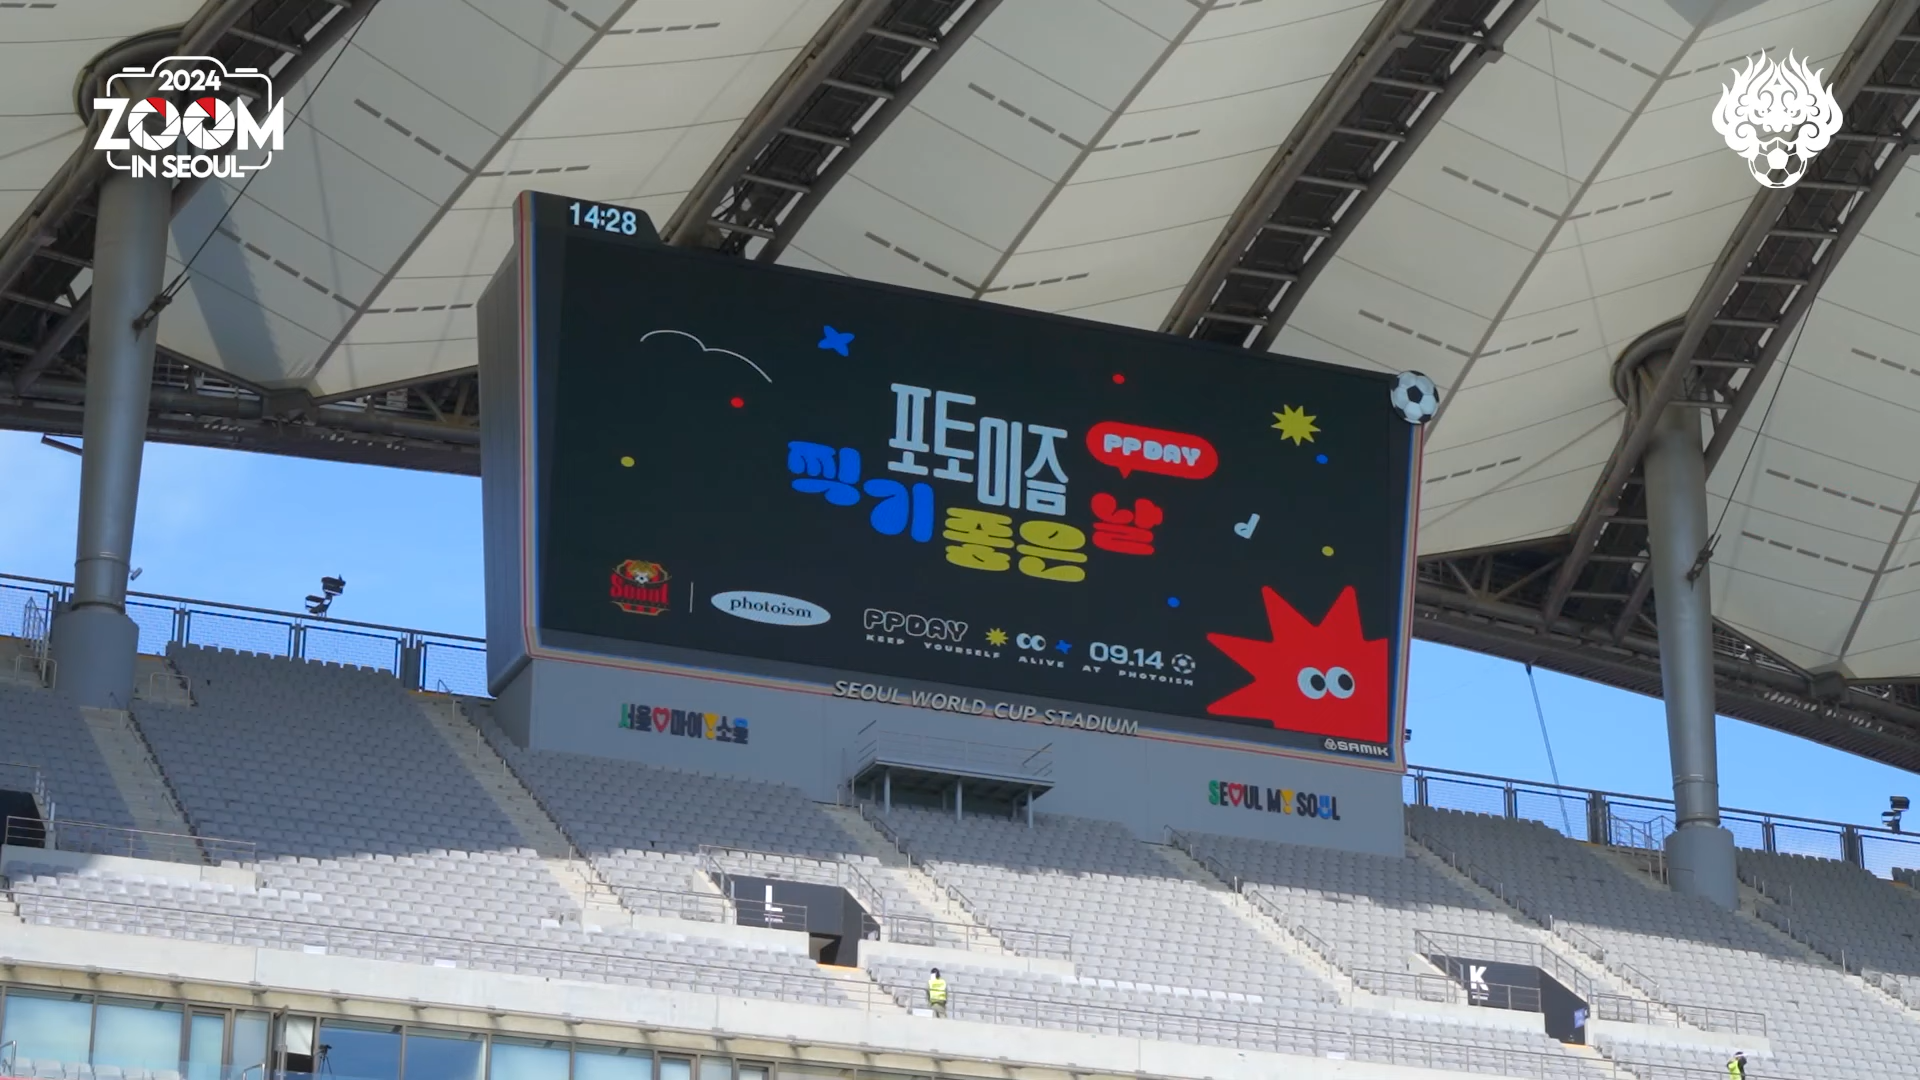 2024
ZOOM
IN SEOUL
14:28
포토이즘
PPDAY
찍기 좋은 날
Seoul
photoism
PPDAY
09.14
KEEP YOURSELF ALIVE AT PHOTOISM
SEOUL WORLD CUP STADIUM
SAMIK
서울마이소울
SEOUL MY SOUL
L
K